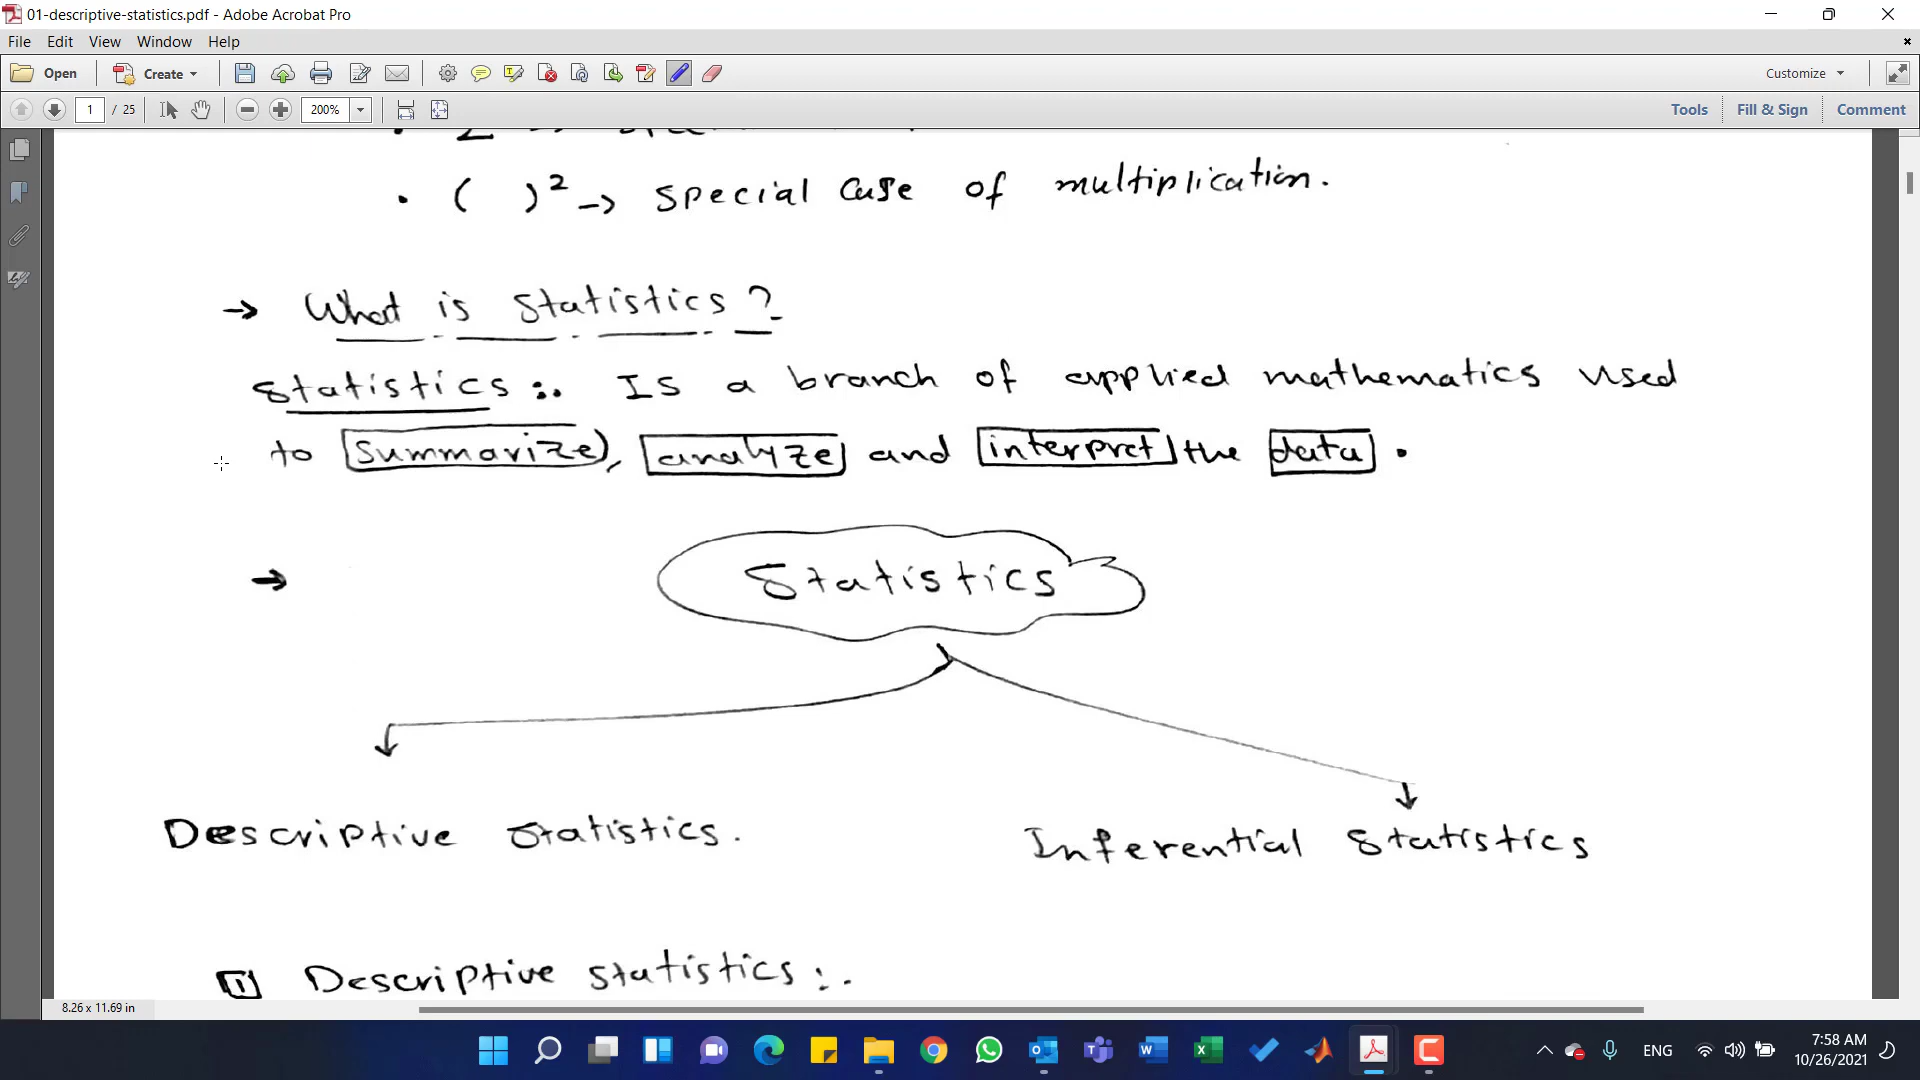 01-descriptive-statistics.pdf - Adobe Acrobat Pro
File Edit View Window Help
Open Create Customize
1 / 25 200% Tools Fill & Sign Comment
• ( )² -> special case of multiplication.
→ What is statistics?
statistics:. Is a branch of applied mathematics used
to summarize, analyze and interpret the data.
→ Statistics
Descriptive statistics. Inferential statistics
1 Descriptive statistics:.
8.26 x 11.69 in
ENG 7:58 AM
10/26/2021